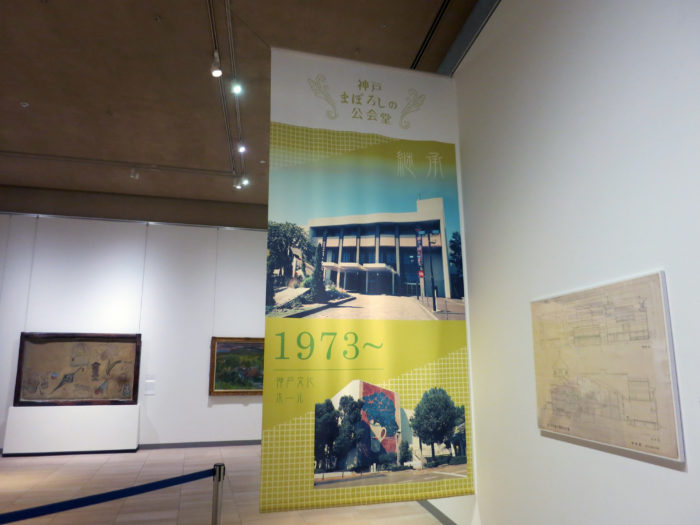 神戸
まぼろしの
公会堂
継承
1973~
神戸文化
ホール